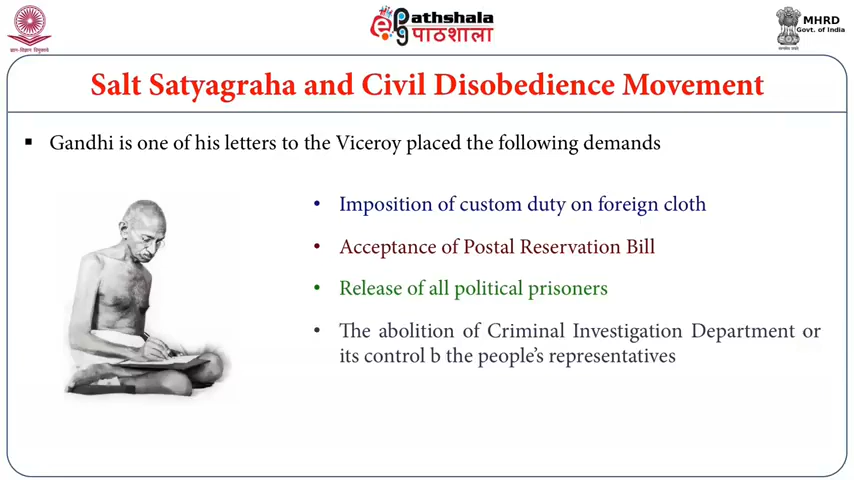 ePathshala
पाठशाला
MHRD
Govt. of India
Salt Satyagraha and Civil Disobedience Movement
Gandhi is one of his letters to the Viceroy placed the following demands
Imposition of custom duty on foreign cloth
Acceptance of Postal Reservation Bill
Release of all political prisoners
The abolition of Criminal Investigation Department or
its control b the people's representatives